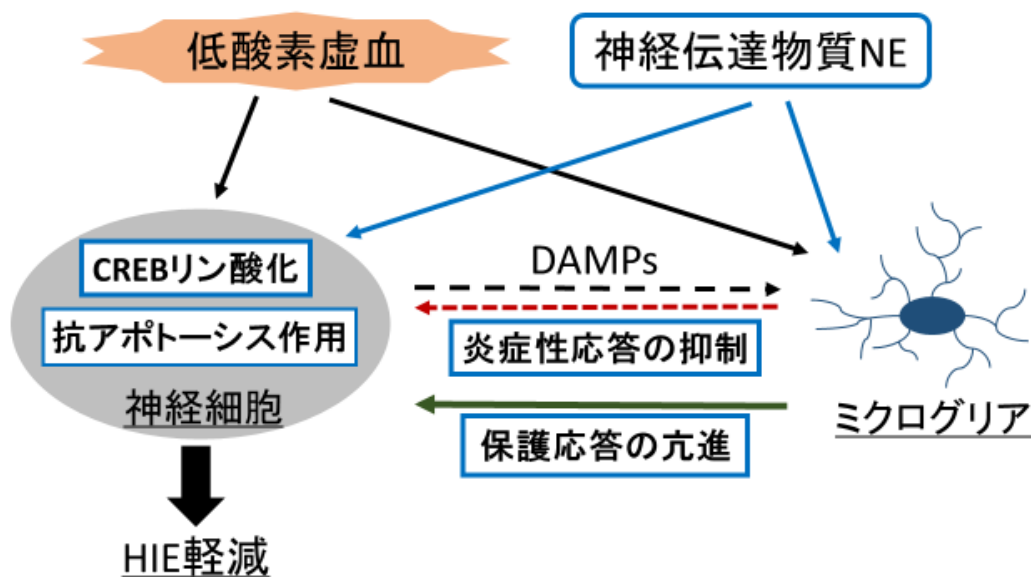 低酸素虚血
神経伝達物質NE
CREBリン酸化
抗アポトーシス作用
神経細胞
HIE軽減
DAMPs
炎症性応答の抑制
保護応答の亢進
ミクログリア